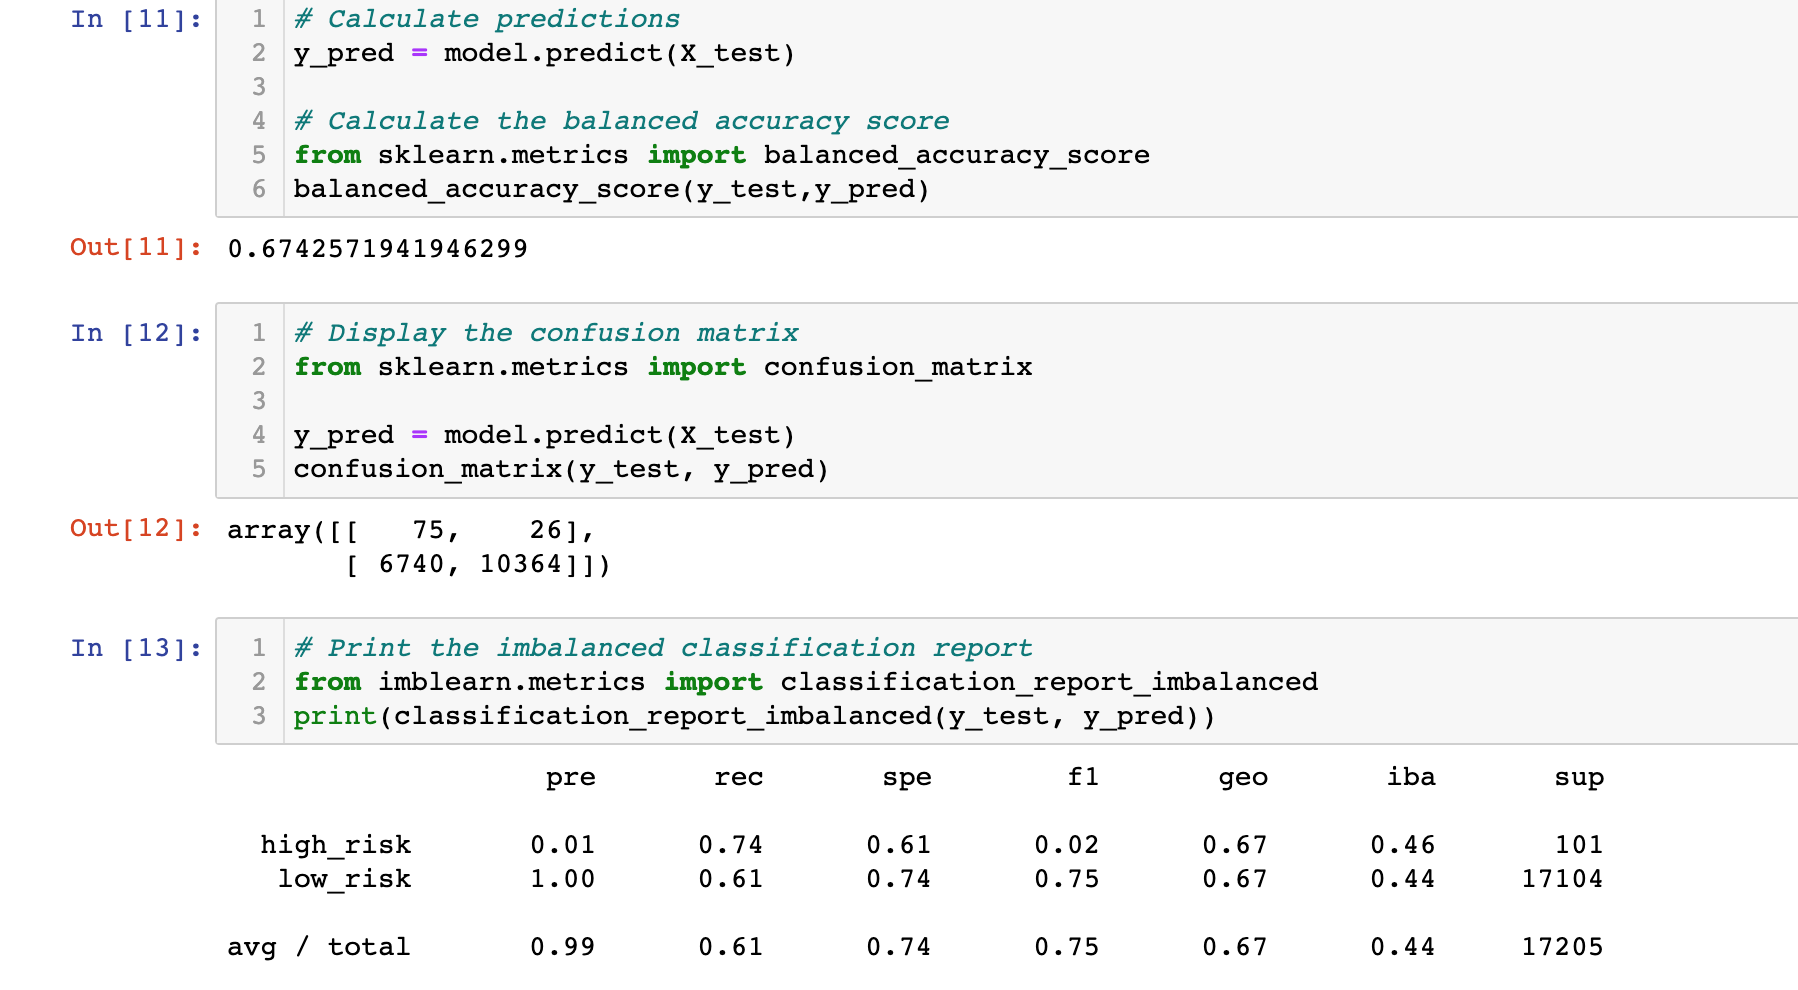 In [11]:
1 # Calculate predictions
2 y_pred = model.predict(X_test)
3
4 # Calculate the balanced accuracy score
5 from sklearn.metrics import balanced_accuracy_score
6 balanced_accuracy_score(y_test,y_pred)
Out[11]: 0.6742571941946299
In [12]:
1 # Display the confusion matrix
2 from sklearn.metrics import confusion_matrix
3
4 y_pred = model.predict(X_test)
5 confusion_matrix(y_test, y_pred)
Out[12]: array([[   75,    26],
       [ 6740, 10364]])
In [13]:
1 # Print the imbalanced classification report
2 from imblearn.metrics import classification_report_imbalanced
3 print(classification_report_imbalanced(y_test, y_pred))
pre rec spe f1 geo iba sup
high_risk 0.01 0.74 0.61 0.02 0.67 0.46 101
low_risk 1.00 0.61 0.74 0.75 0.67 0.44 17104
avg / total 0.99 0.61 0.74 0.75 0.67 0.44 17205